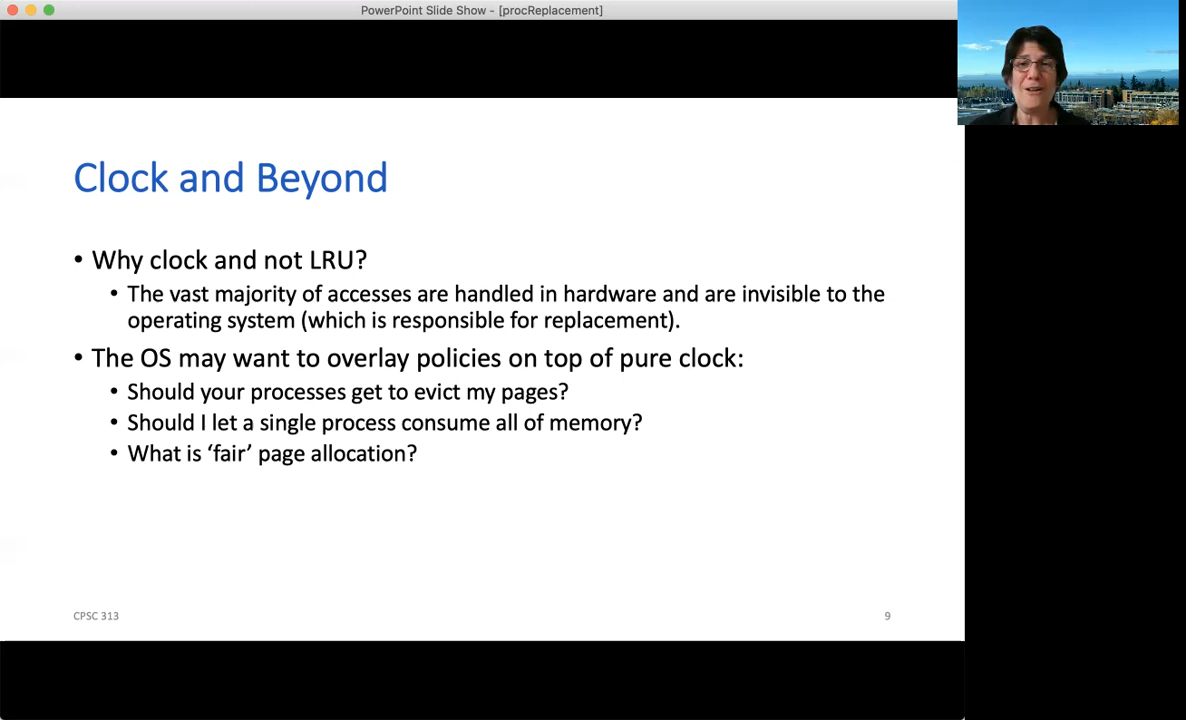 PowerPoint Slide Show - [procReplacement]
Clock and Beyond
• Why clock and not LRU?
• The vast majority of accesses are handled in hardware and are invisible to the
operating system (which is responsible for replacement).
• The OS may want to overlay policies on top of pure clock:
• Should your processes get to evict my pages?
• Should I let a single process consume all of memory?
• What is ‘fair’ page allocation?
CPSC 313
9